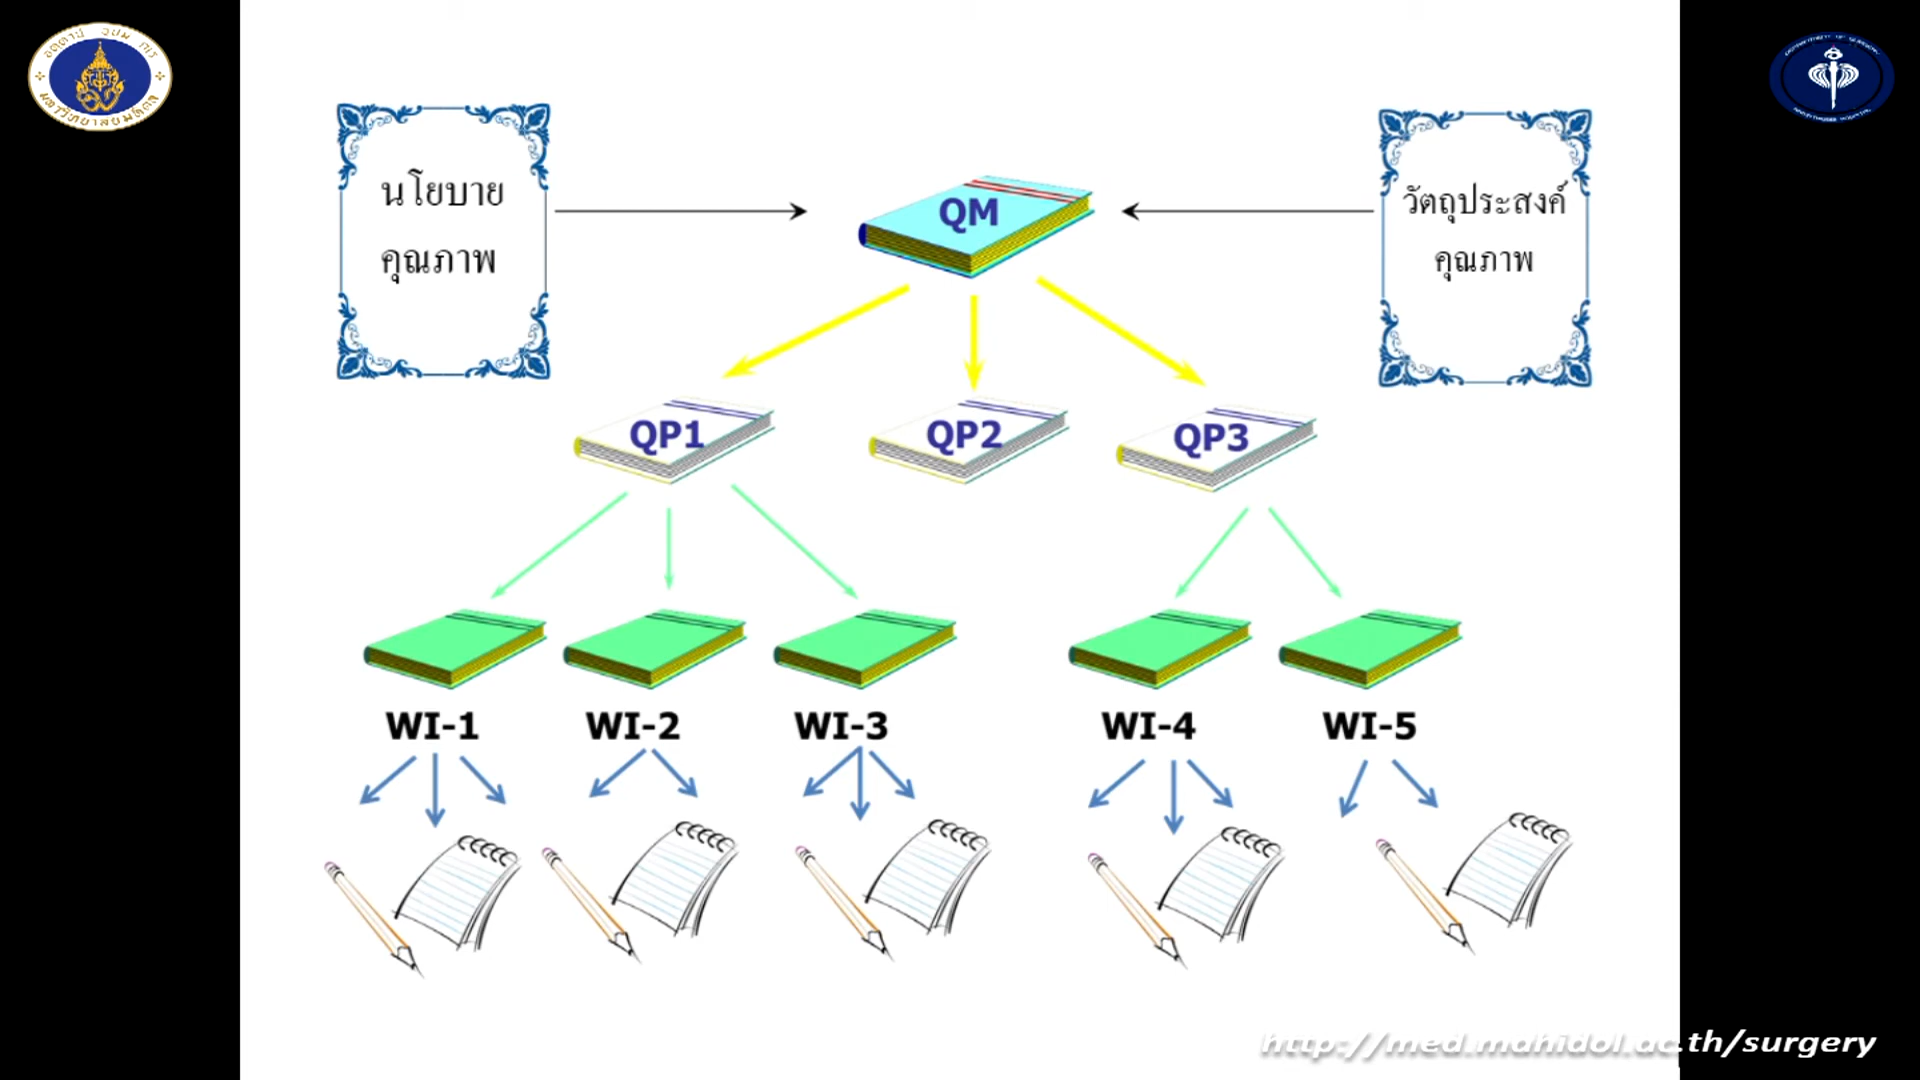 นโยบาย
คุณภาพ
QM
วัตถุประสงค์
คุณภาพ
QP1
QP2
QP3
WI-1
WI-2
WI-3
WI-4
WI-5
http://med.mahidol.ac.th/surgery